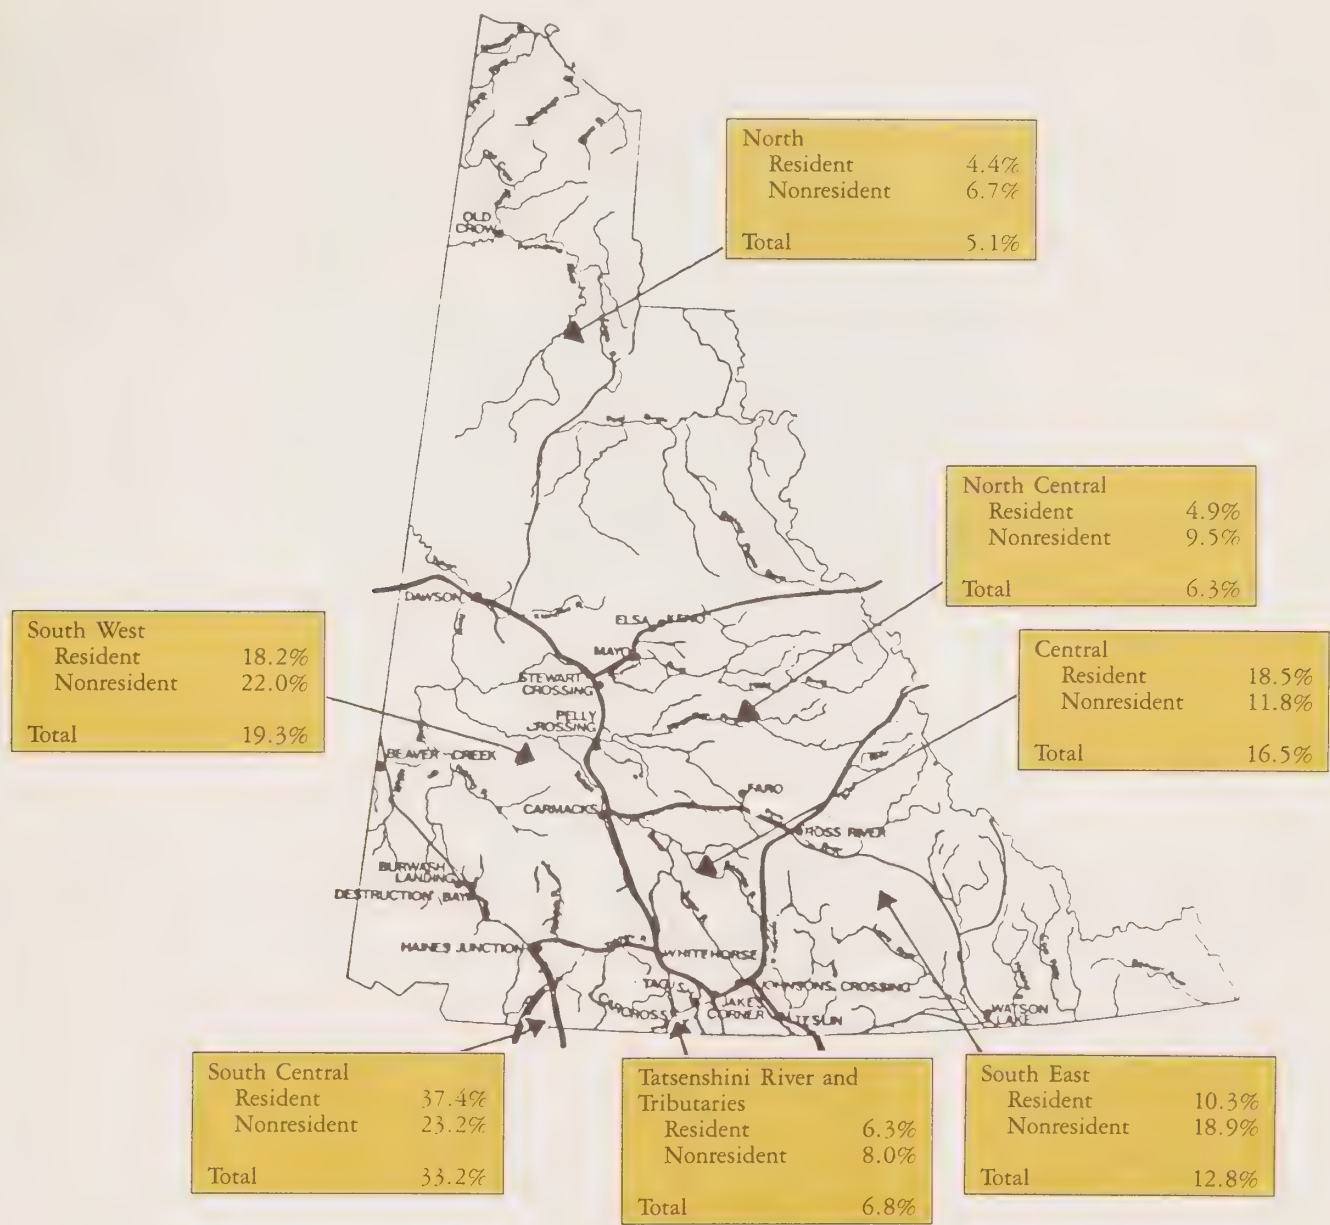 North
Resident 4.4%
Nonresident 6.7%
Total 5.1%
OLD
CROW
North Central
Resident 4.9%
Nonresident 9.5%
Total 6.3%
DAWSON
ELSA
KENO
MAYO
STEWART
CROSSING
PELLY
CROSSING
South West
Resident 18.2%
Nonresident 22.0%
Total 19.3%
Central
Resident 18.5%
Nonresident 11.8%
Total 16.5%
BEAVER CREEK
FARO
CARMACKS
ROSS RIVER
BURWASH
LANDING
DESTRUCTION BAY
HAINES JUNCTION
WHITEHORSE
JOHNSONS CROSSING
JAKES
CORNER
TESLIN
WATSON
LAKE
South Central
Resident 37.4%
Nonresident 23.2%
Total 33.2%
Tatsenshini River and
Tributaries
Resident 6.3%
Nonresident 8.0%
Total 6.8%
South East
Resident 10.3%
Nonresident 18.9%
Total 12.8%